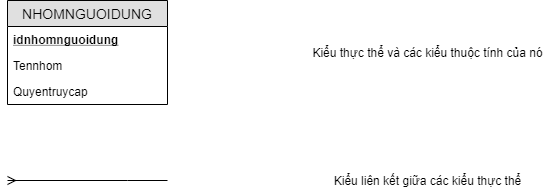 NHOMNGUOIDUNG
idnhomnguoidung
Tennhom
Quyentruycap
Kiểu thực thể và các kiểu thuộc tính của nó
Kiểu liên kết giữa các kiểu thực thể